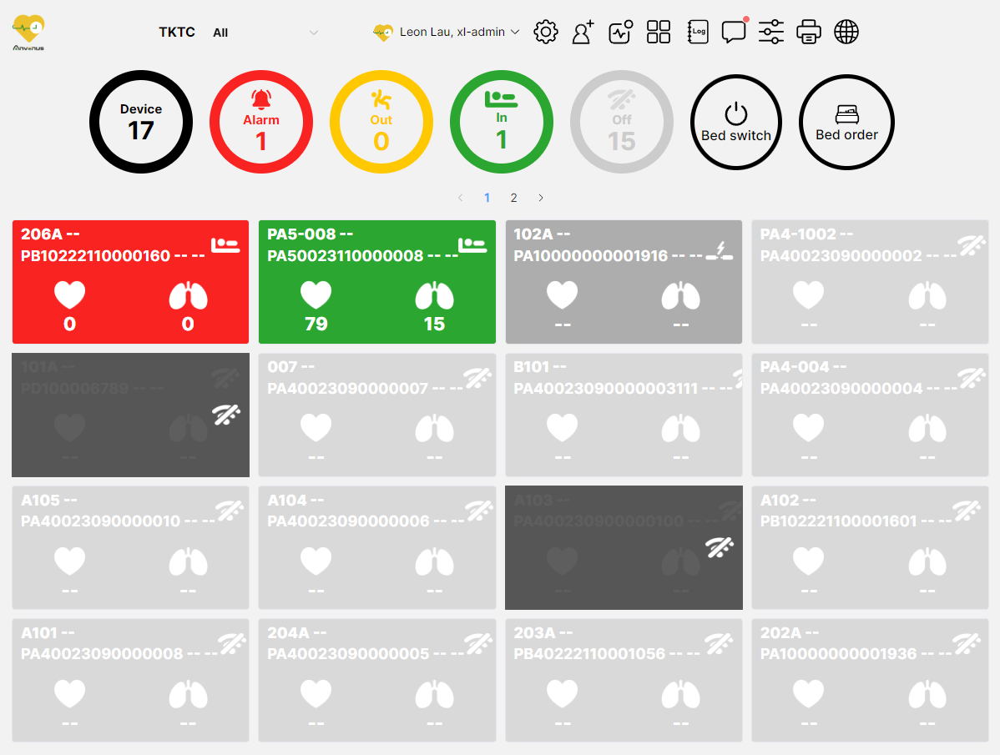 Anvenus
TKTC All Leon Lau, xl-admin Log
Device
17
Alarm
1
Out
0
In
1
Off
15
Bed switch
Bed order
1 2
206A --
PB10222110000160 -- --
0 0
PA5-008 --
PA50023110000008 -- --
79 15
102A --
PA10000000001916 -- --
-- --
PA4-1002 --
PA40023090000002 -- --
-- --
101A --
PD100006789 -- --
-- --
007 --
PA40023090000007 -- --
-- --
B101 --
PA40023090000003111 -- --
-- --
PA4-004 --
PA40023090000004 -- --
-- --
A105 --
PA40023090000010 -- --
-- --
A104 --
PA40023090000006 -- --
-- --
A103 --
PA400230900000100 -- --
-- --
A102 --
PB102221100001601 -- --
-- --
A101 --
PA40023090000008 -- --
-- --
204A --
PA40023090000005 -- --
-- --
203A --
PB40222110001056 -- --
-- --
202A --
PA10000000001936 -- --
-- --